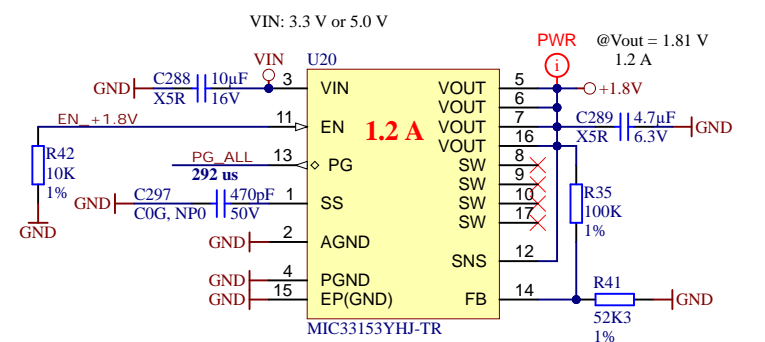 VIN: 3.3 V or 5.0 V
PWR
@Vout = 1.81 V
1.2 A
i
VIN
U20
GND
C288
10µF
X5R
16V
3
VIN
VOUT
5
+1.8V
VOUT
6
EN_+1.8V
11
EN
1.2 A
VOUT
7
C289
4.7µF
X5R
6.3V
GND
VOUT
16
R42
10K
1%
GND
PG_ALL
292 us
13
PG
SW
8
SW
9
GND
C297
470pF
C0G, NP0
50V
1
SS
SW
10
SW
17
R35
100K
1%
GND
2
AGND
SNS
12
GND
4
PGND
GND
15
EP(GND)
FB
14
R41
52K3
1%
GND
MIC33153YHJ-TR